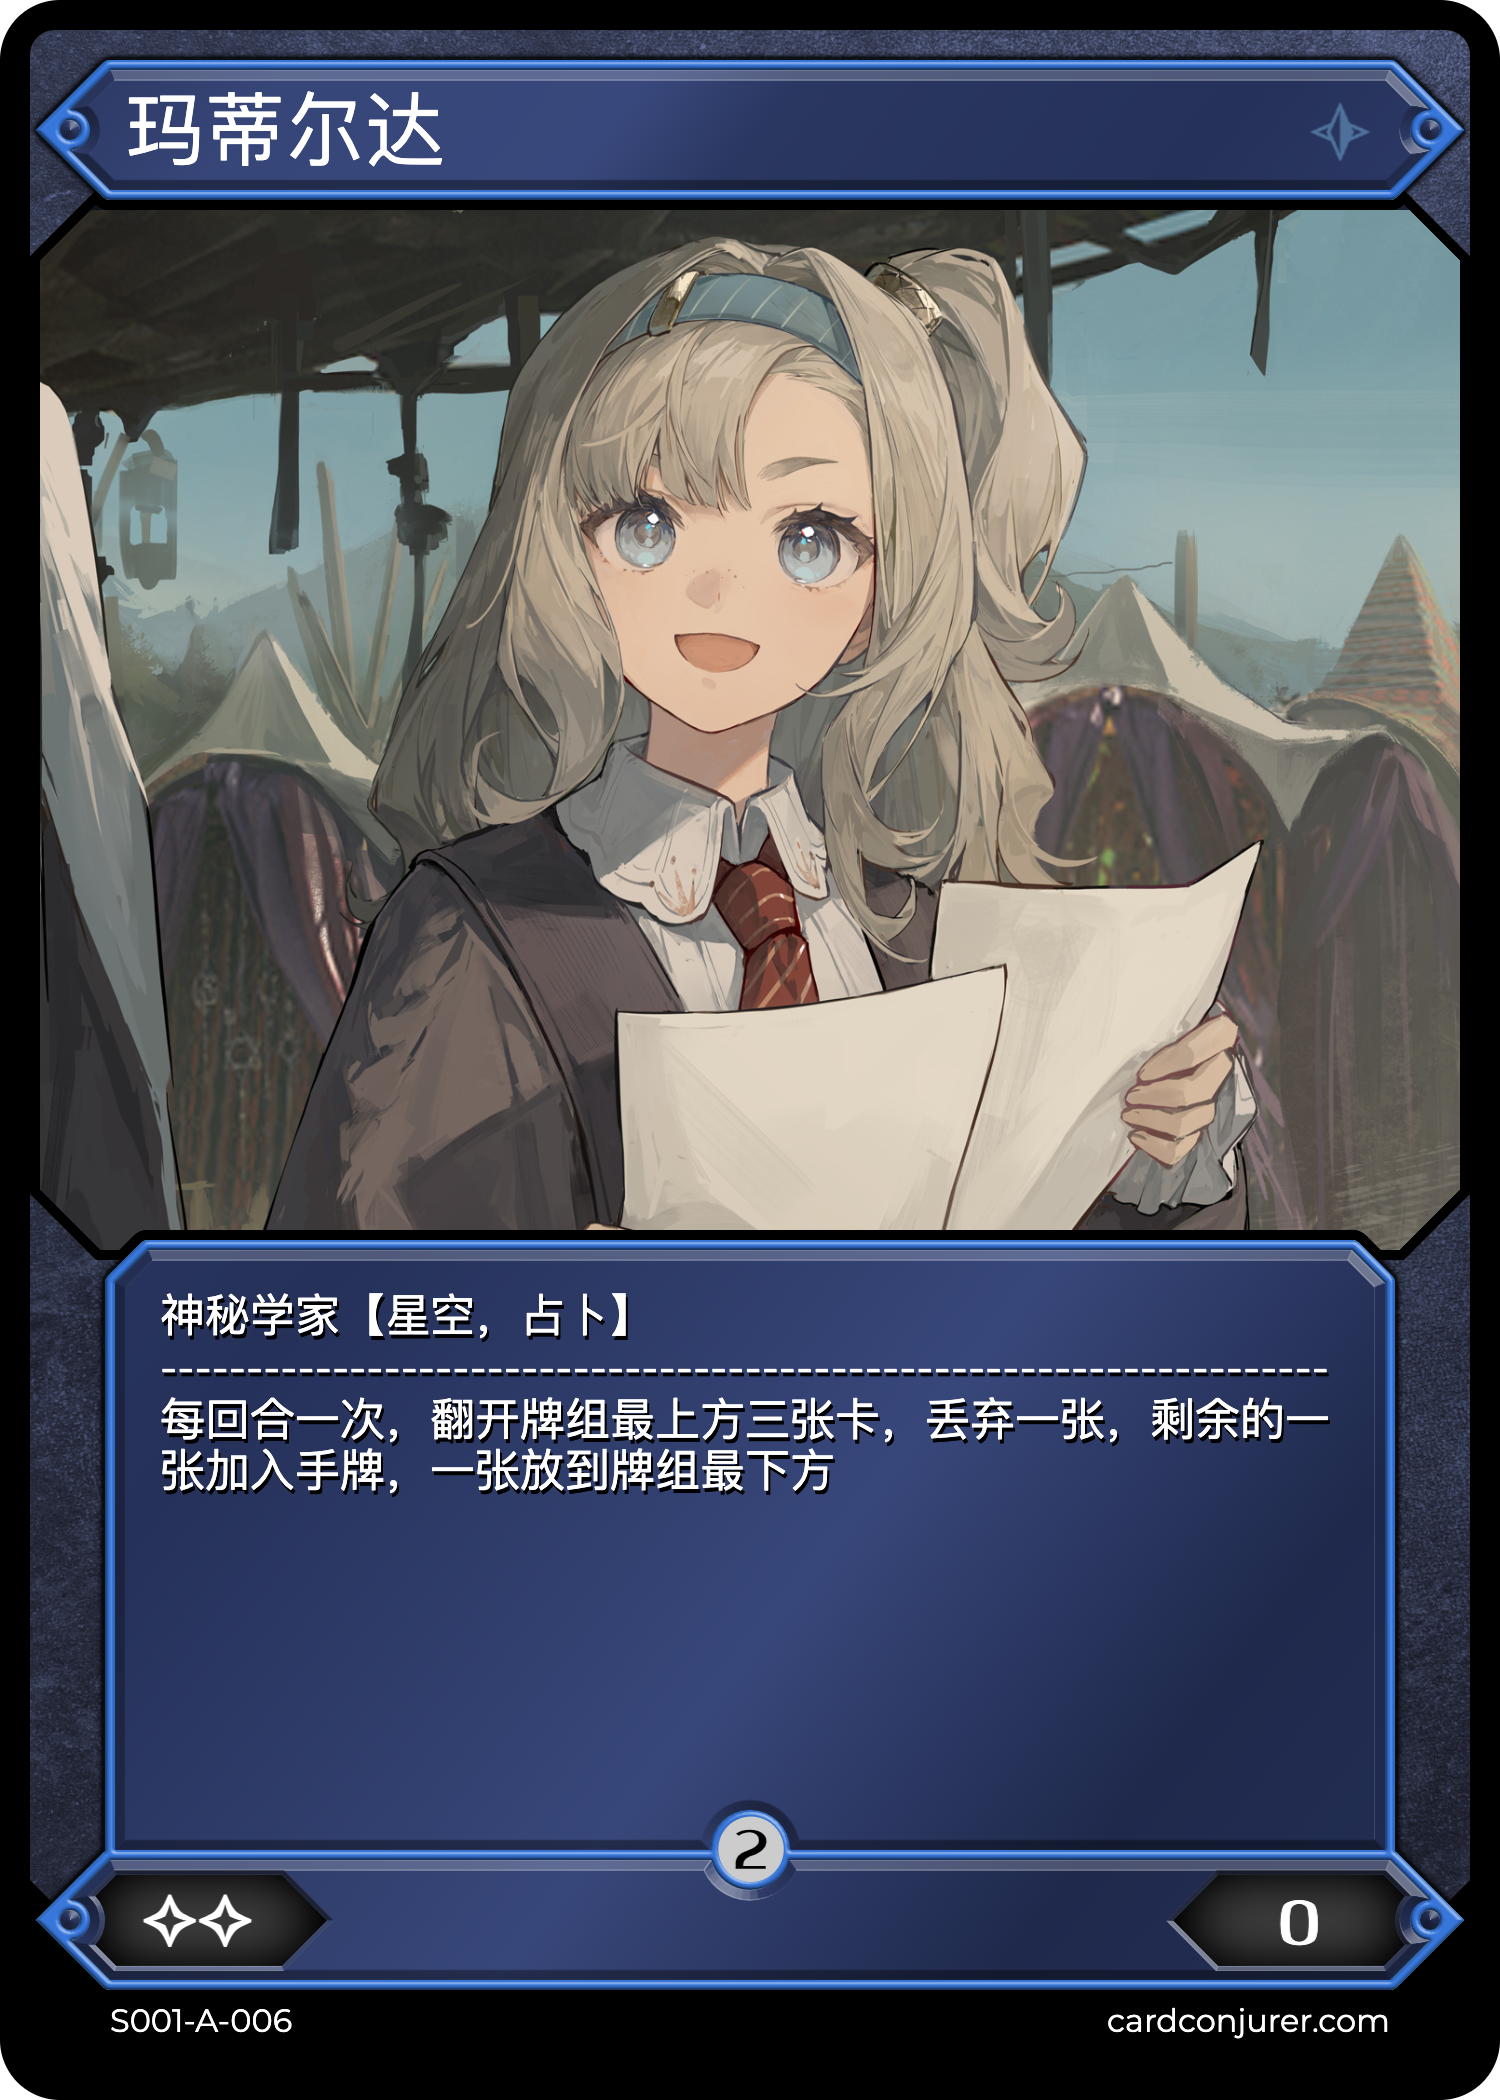 玛蒂尔达
神秘学家【星空，占卜】
--------------------------------------------------------------------
每回合一次，翻开牌组最上方三张卡，丢弃一张，剩余的一
张加入手牌，一张放到牌组最下方
2
0
S001-A-006
cardconjurer.com